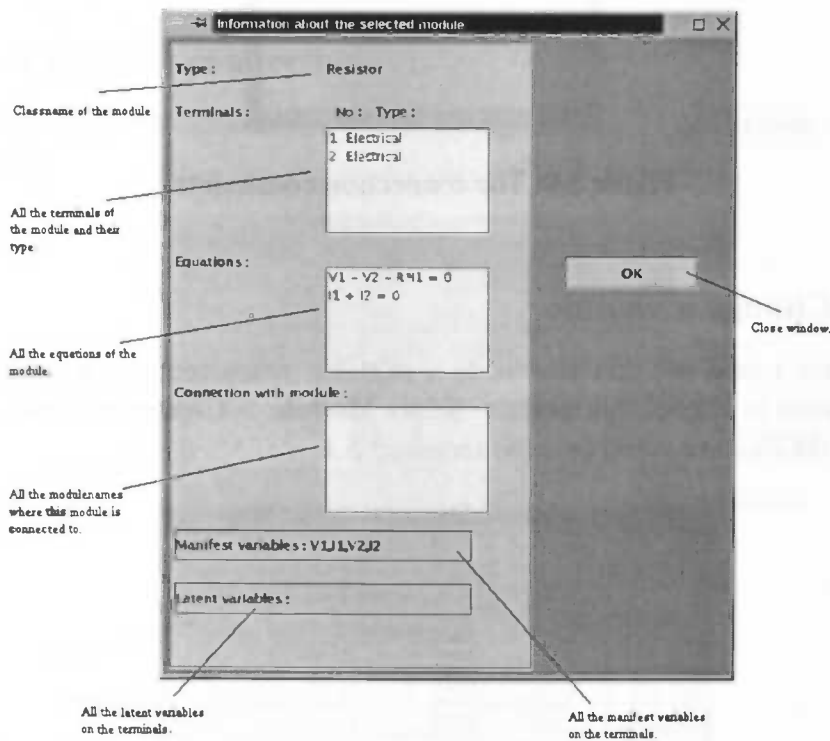 Information about the selected module
Type :
Resistor
Classname of the module
Terminals :
No : Type :
1 Electrical
2 Electrical
All the terminals of
the module and their
type
Equations :
V1 - V2 - R*I1 = 0
I1 + I2 = 0
OK
Close window.
All the equations of the
module.
Connection with module :
All the modulenames
where this module is
connected to.
Manifest variables : V1,I1,V2,I2
Latent variables :
All the latent variables
on the terminals.
All the manifest variables
on the terminals.